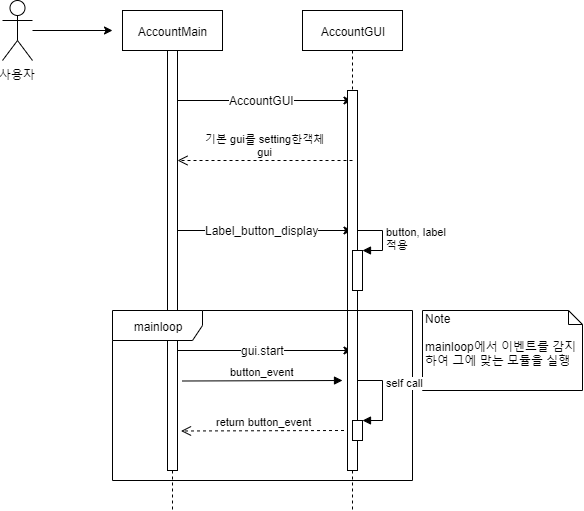 AccountMain
AccountGUI
사용자
AccountGUI
기본 gui를 setting한객체
gui
Label_button_display
button, label
적용
mainloop
Note
mainloop에서 이벤트를 감지
하여 그에 맞는 모듈을 실행
gui.start
button_event
self call
return button_event